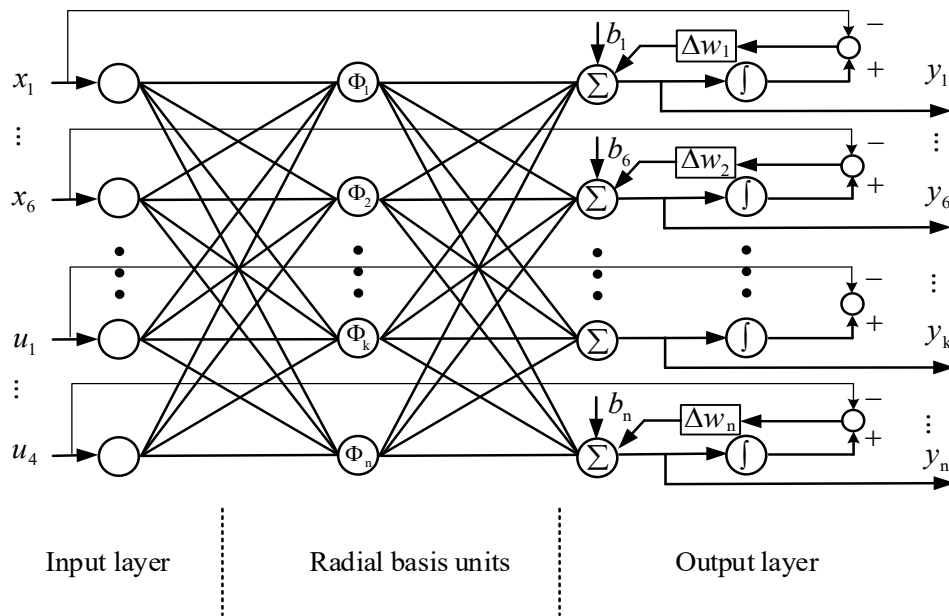 b₁ Δw₁ −
x₁ Φ₁ Σ ∫ + y₁
... ...
b₆ Δw₂ −
x₆ Φ₂ Σ ∫ + y₆
− ...
u₁ Φₖ Σ ∫ + yₖ
...
bₙ Δwₙ − ...
u₄ Φₙ Σ ∫ + yₙ
Input layer Radial basis units Output layer